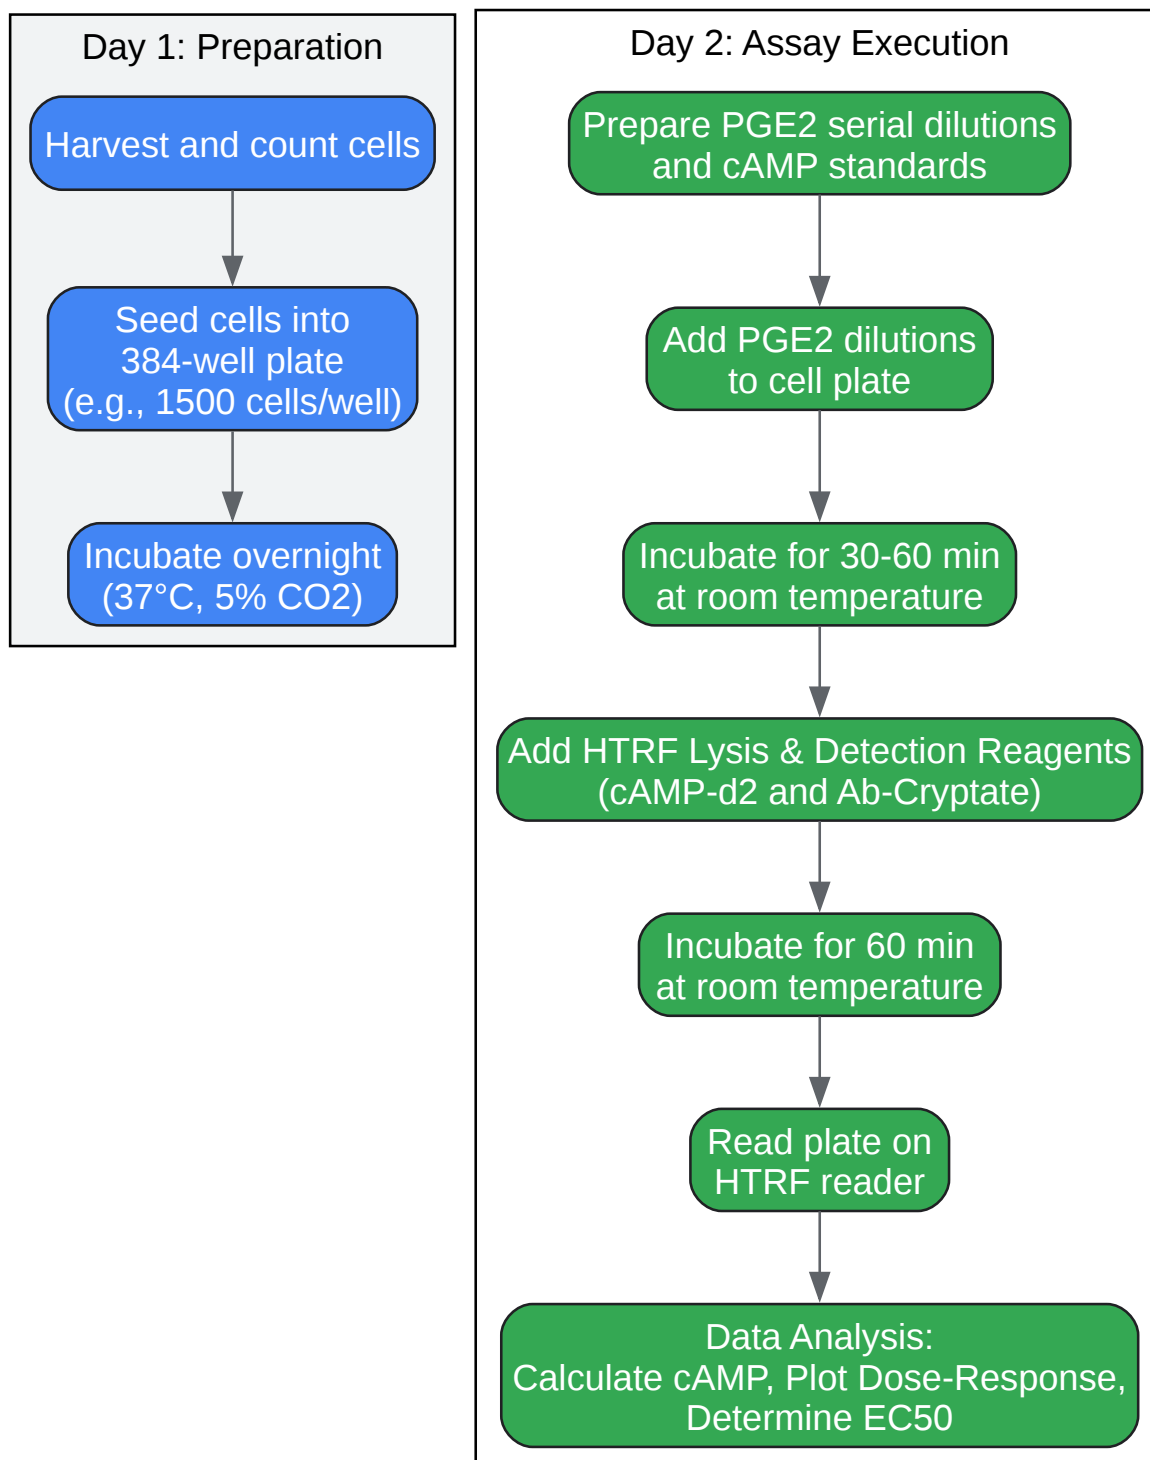 Day 1: Preparation
Harvest and count cells
Seed cells into
384-well plate
(e.g., 1500 cells/well)
Incubate overnight
(37°C, 5% CO2)
Day 2: Assay Execution
Prepare PGE2 serial dilutions
and cAMP standards
Add PGE2 dilutions
to cell plate
Incubate for 30-60 min
at room temperature
Add HTRF Lysis & Detection Reagents
(cAMP-d2 and Ab-Cryptate)
Incubate for 60 min
at room temperature
Read plate on
HTRF reader
Data Analysis:
Calculate cAMP, Plot Dose-Response,
Determine EC50